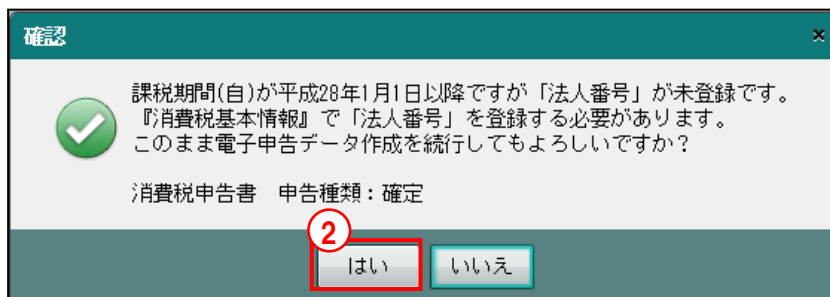 確認
課税期間(自)が平成28年1月1日以降ですが「法人番号」が未登録です。
『消費税基本情報』で「法人番号」を登録する必要があります。
このまま電子申告データ作成を続行してもよろしいですか？
消費税申告書　申告種類：確定
②
はい
いいえ